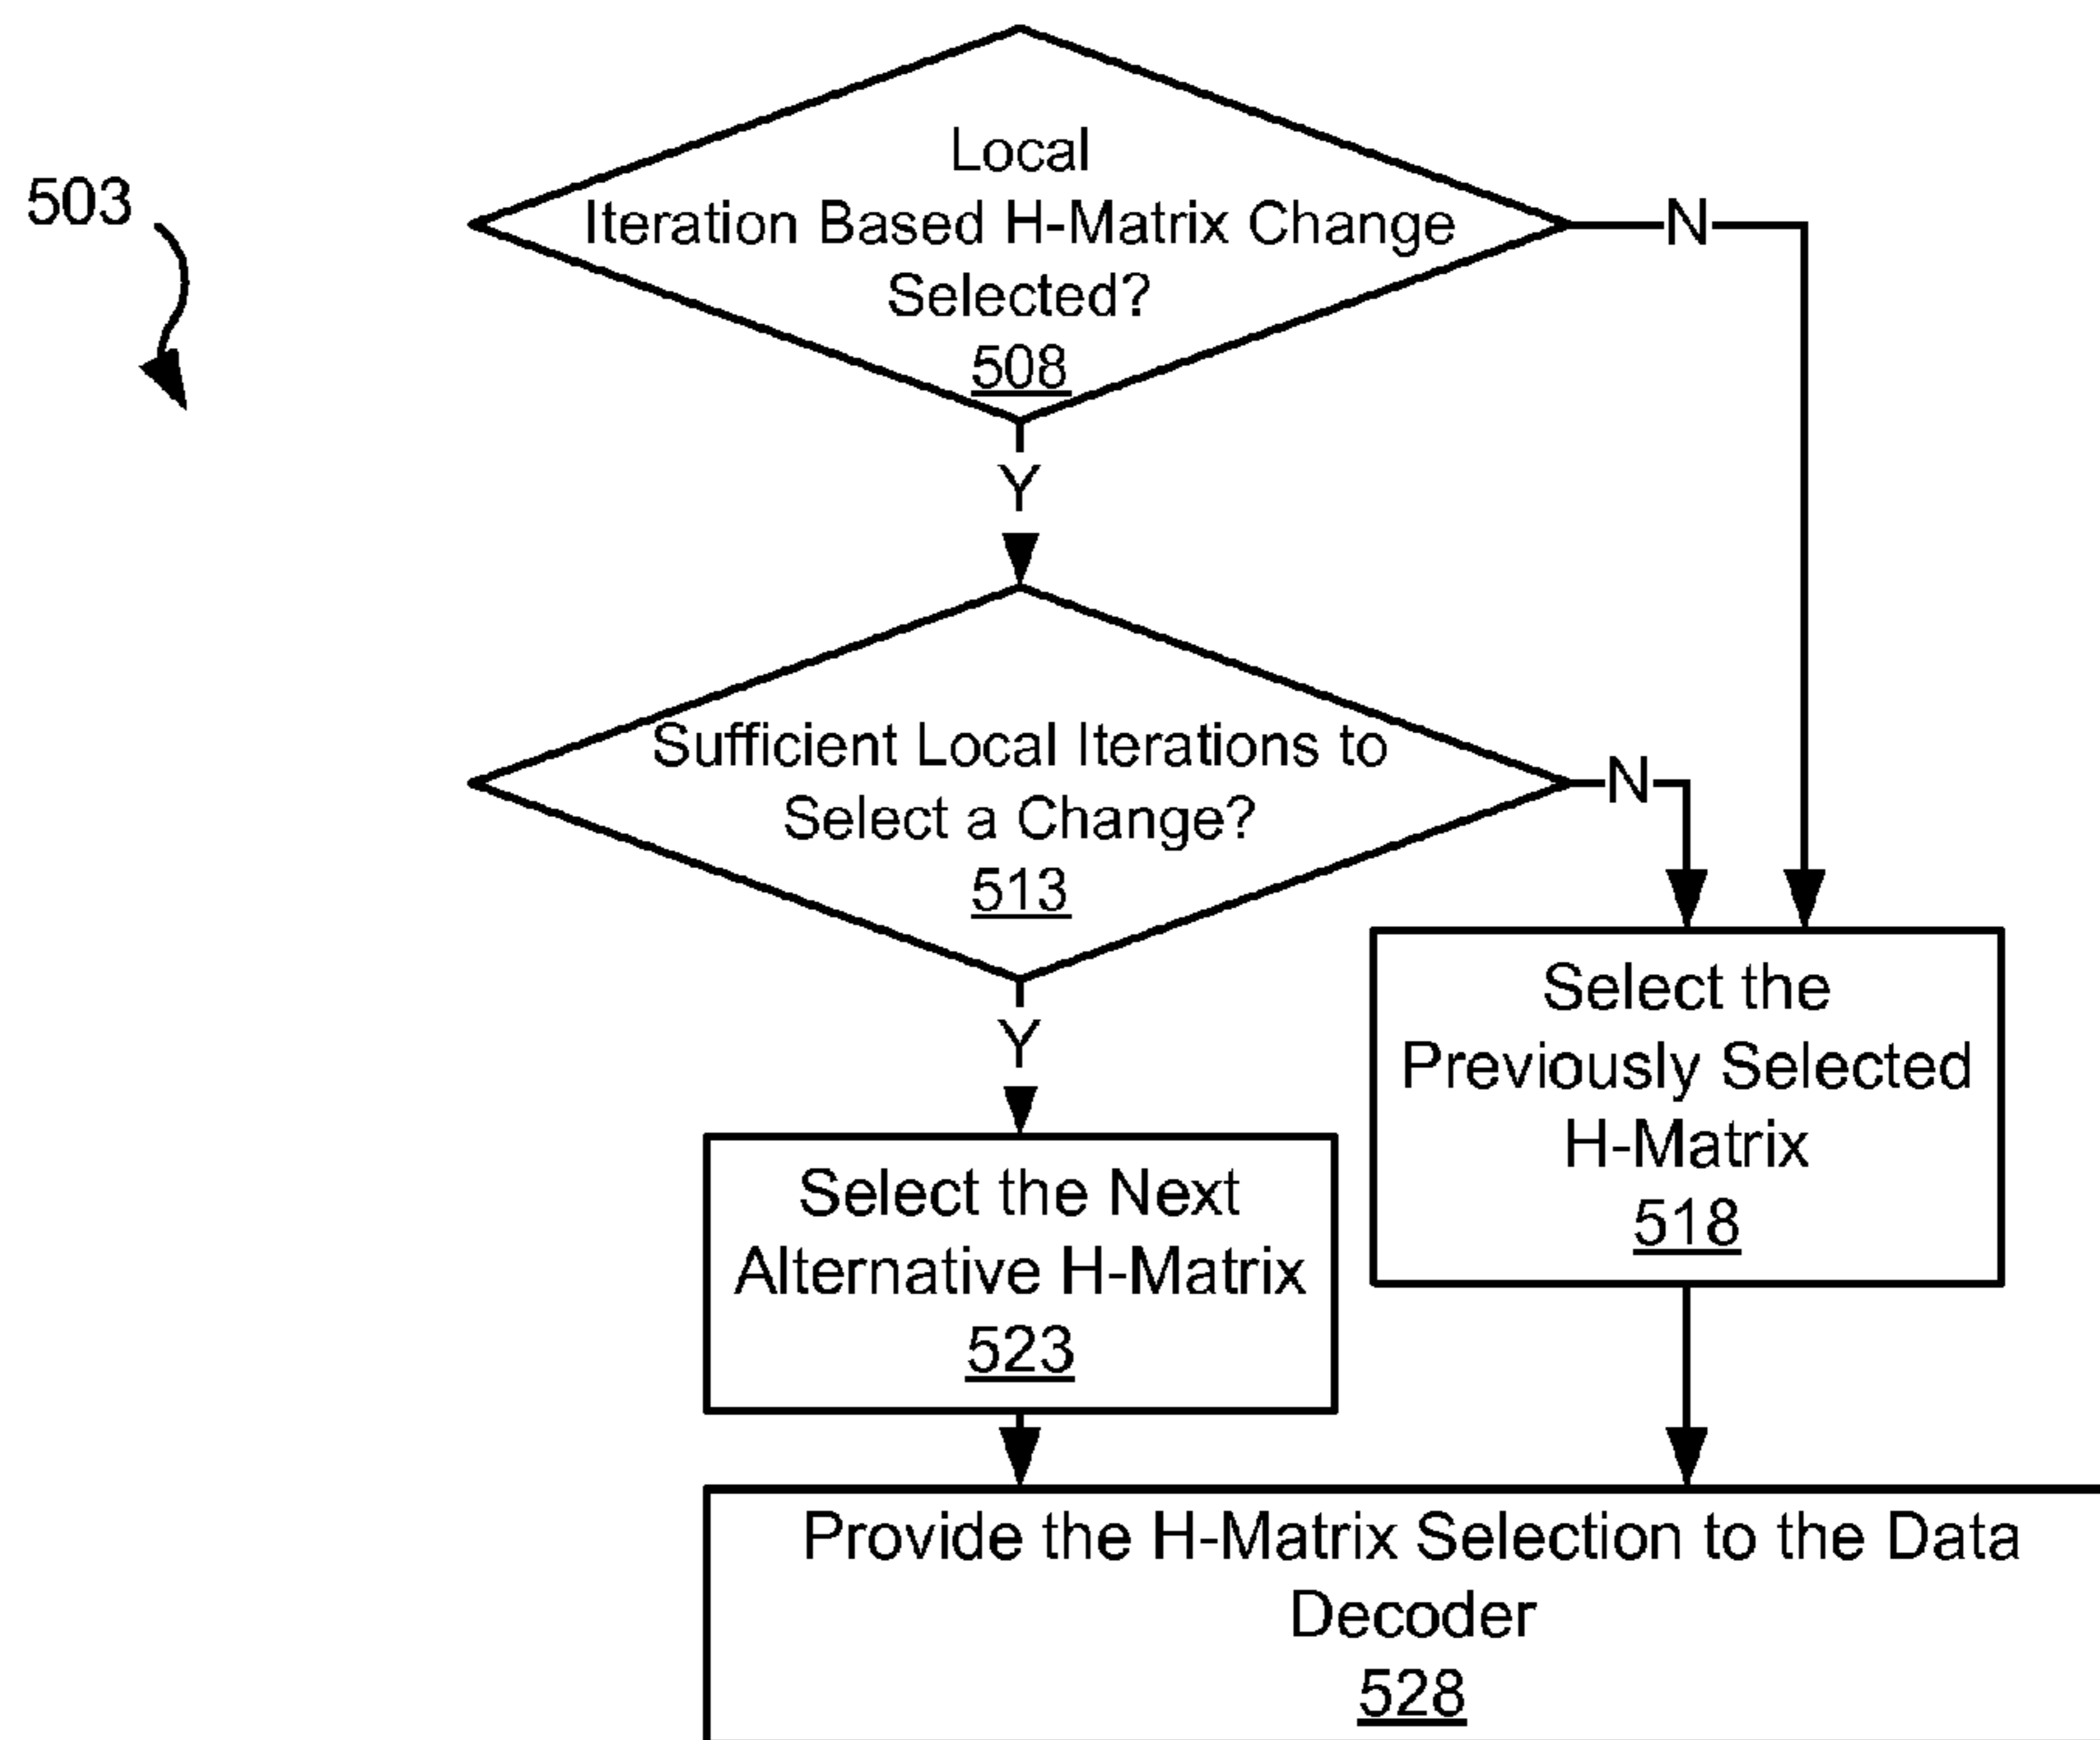 503
Local
Iteration Based H-Matrix Change
Selected?
508
N
Y
Sufficient Local Iterations to
Select a Change?
513
N
Y
Select the
Previously Selected
H-Matrix
518
Select the Next
Alternative H-Matrix
523
Provide the H-Matrix Selection to the Data
Decoder
528